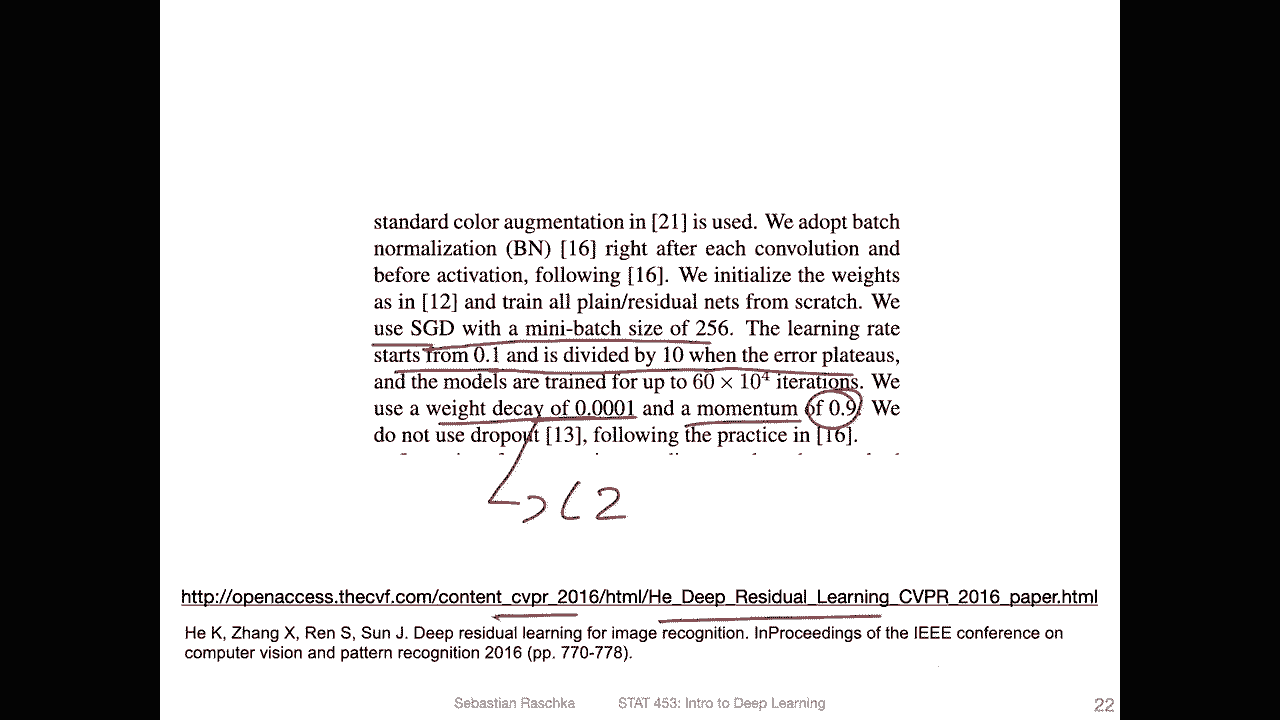 standard color augmentation in [21] is used. We adopt batch
normalization (BN) [16] right after each convolution and
before activation, following [16]. We initialize the weights
as in [12] and train all plain/residual nets from scratch. We
use SGD with a mini-batch size of 256. The learning rate
starts from 0.1 and is divided by 10 when the error plateaus,
and the models are trained for up to 60 × 10⁴ iterations. We
use a weight decay of 0.0001 and a momentum of 0.9. We
do not use dropout [13], following the practice in [16].
L2
http://openaccess.thecvf.com/content_cvpr_2016/html/He_Deep_Residual_Learning_CVPR_2016_paper.html
He K, Zhang X, Ren S, Sun J. Deep residual learning for image recognition. InProceedings of the IEEE conference on
computer vision and pattern recognition 2016 (pp. 770-778).
Sebastian Raschka STAT 453: Intro to Deep Learning 22